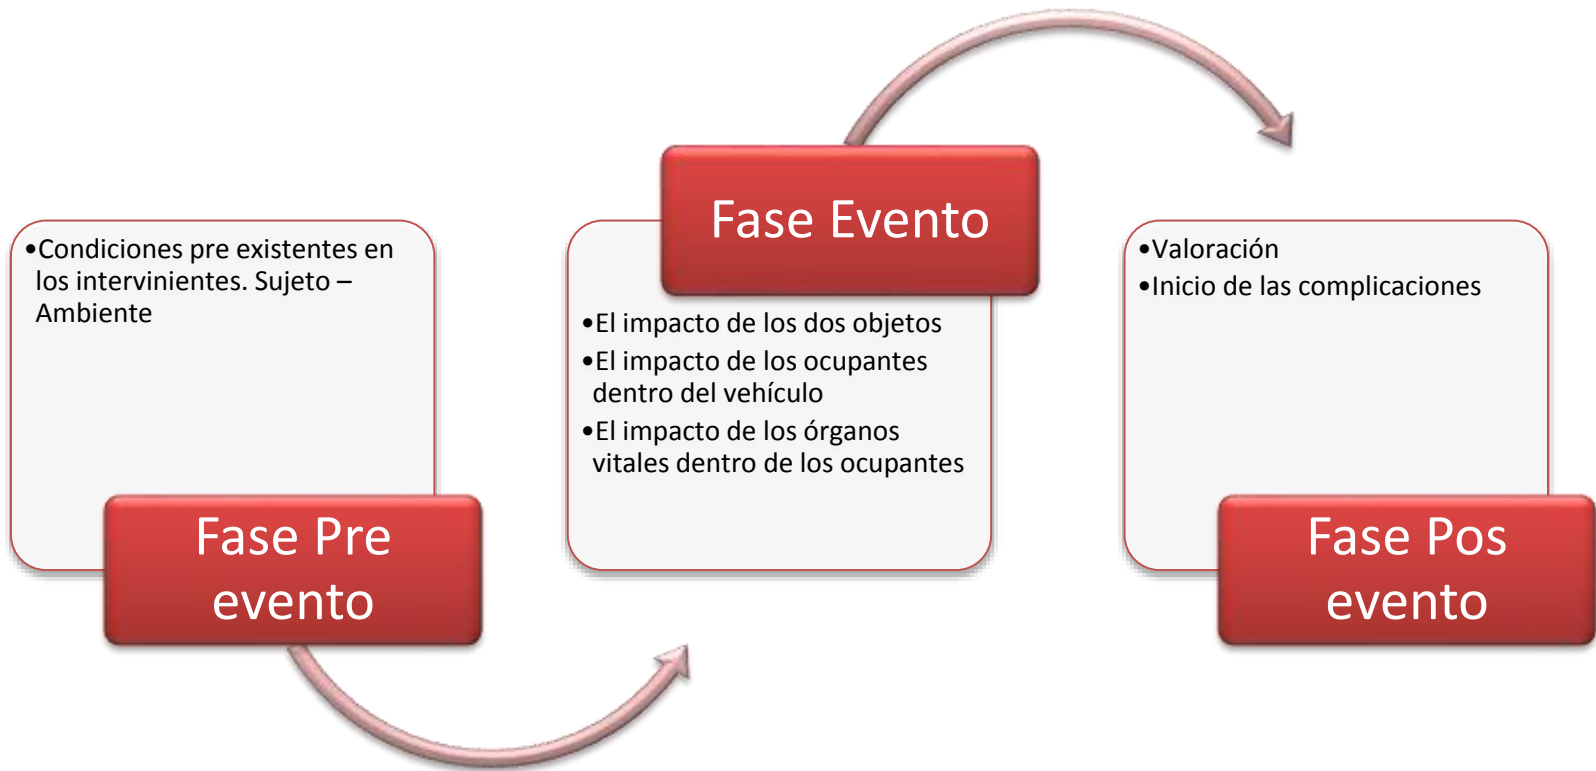 •Condiciones pre existentes en
los intervinientes. Sujeto –
Ambiente
Fase Pre
evento
Fase Evento
•El impacto de los dos objetos
•El impacto de los ocupantes
dentro del vehículo
•El impacto de los órganos
vitales dentro de los ocupantes
•Valoración
•Inicio de las complicaciones
Fase Pos
evento